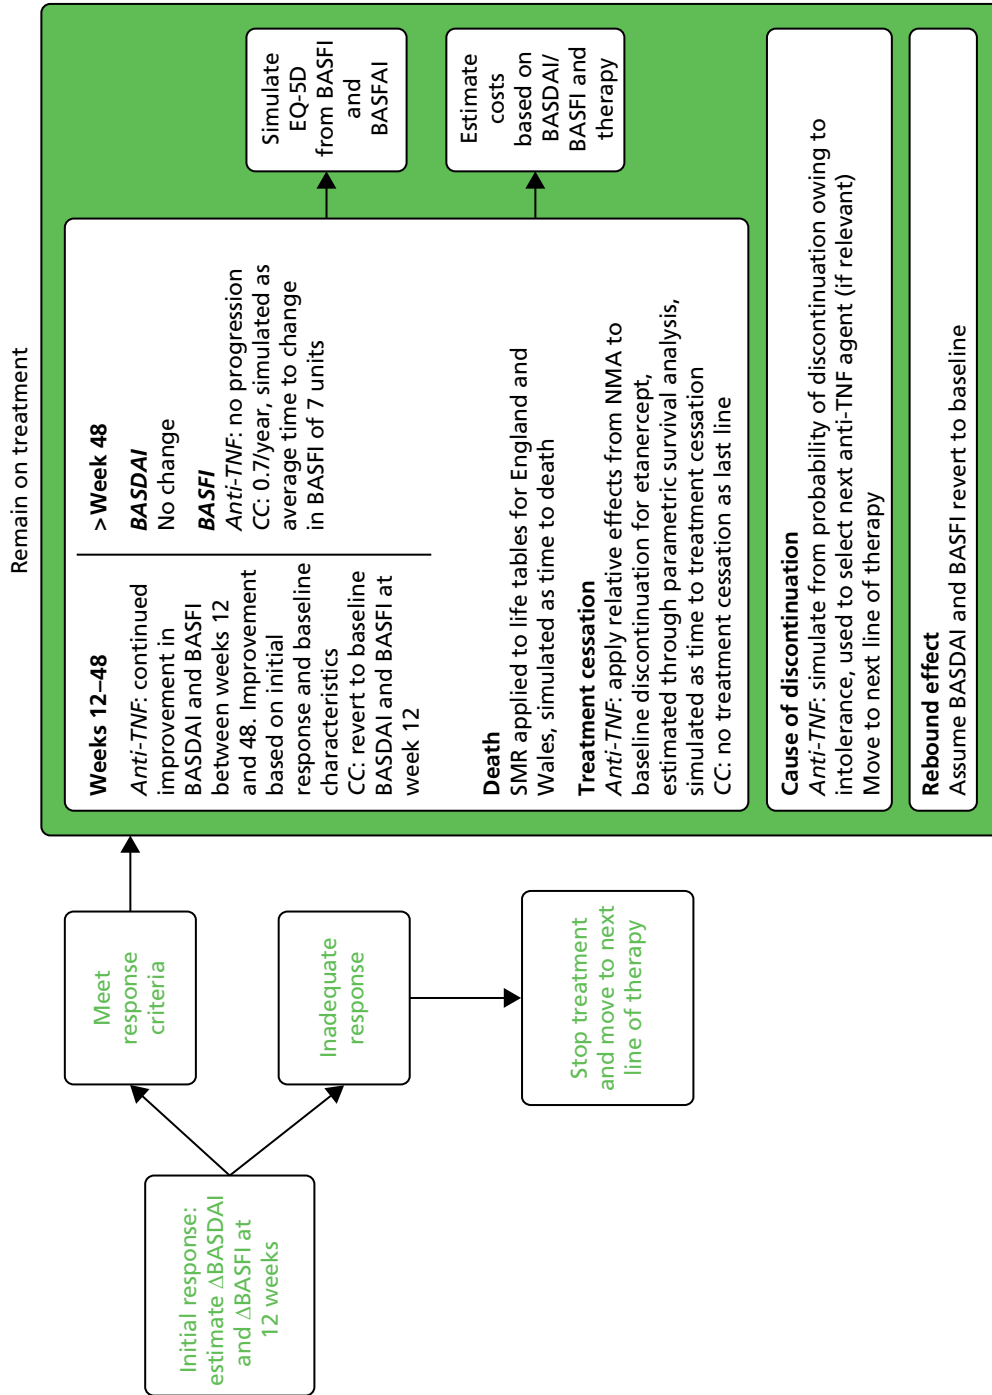 Remain on treatment
Initial response:
estimate ΔBASDAI
and ΔBASFI at
12 weeks
Meet
response
criteria
Inadequate
response
Stop treatment
and move to next
line of therapy
Weeks 12–48
Anti-TNF: continued
improvement in
BASDAI and BASFI
between weeks 12
and 48. Improvement
based on initial
response and baseline
characteristics
CC: revert to baseline
BASDAI and BASFI at
week 12
>Week 48
BASDAI
No change
BASFI
Anti-TNF: no progression
CC: 0.7/year, simulated as
average time to change
in BASFI of 7 units
Death
SMR applied to life tables for England and
Wales, simulated as time to death
Treatment cessation
Anti-TNF: apply relative effects from NMA to
baseline discontinuation for etanercept,
estimated through parametric survival analysis,
simulated as time to treatment cessation
CC: no treatment cessation as last line
Simulate
EQ-5D
from BASFI
and
BASFAI
Estimate
costs
based on
BASDAI/
BASFI and
therapy
Cause of discontinuation
Anti-TNF: simulate from probability of discontinuation owing to
intolerance, used to select next anti-TNF agent (if relevant)
Move to next line of therapy
Rebound effect
Assume BASDAI and BASFI revert to baseline